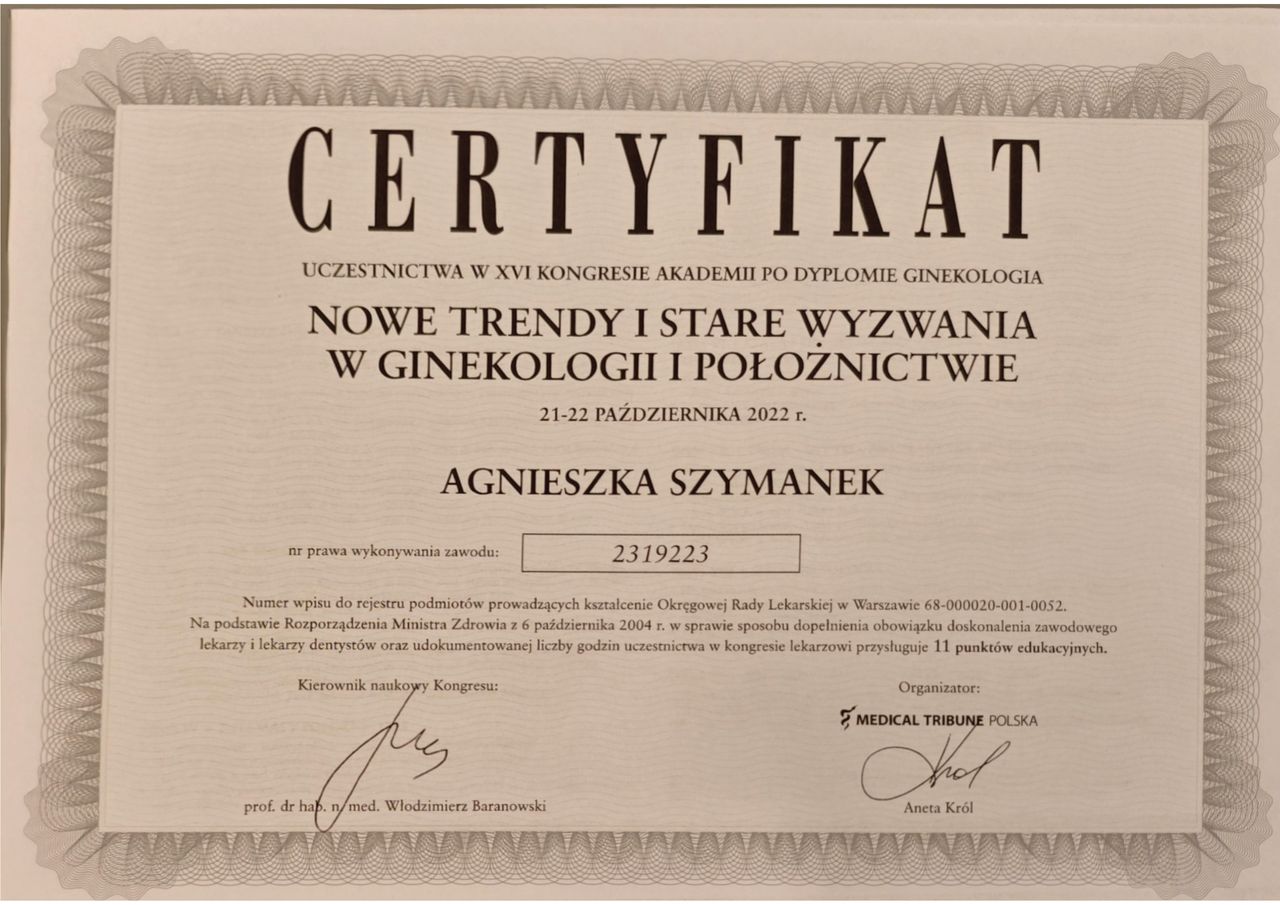 CERTYFIKAT
UCZESTNICTWA W XVI KONGRESIE AKADEMII PO DYPLOMIE GINEKOLOGIA
NOWE TRENDY I STARE WYZWANIA
W GINEKOLOGII I POŁOŻNICTWIE
21-22 PAŹDZIERNIKA 2022 r.
AGNIESZKA SZYMANEK
nr prawa wykonywania zawodu: 2319223
Numer wpisu do rejestru podmiotów prowadzących kształcenie Okręgowej Rady Lekarskiej w Warszawie 68-000020-001-0052.
Na podstawie Rozporządzenia Ministra Zdrowia z 6 października 2004 r. w sprawie sposobu dopełnienia obowiązku doskonalenia zawodowego
lekarzy i lekarzy dentystów oraz udokumentowanej liczby godzin uczestnictwa w kongresie lekarzowi przysługuje 11 punktów edukacyjnych.
Kierownik naukowy Kongresu:
prof. dr hab. n. med. Włodzimierz Baranowski
Organizator:
MEDICAL TRIBUNE POLSKA
Król
Aneta Król